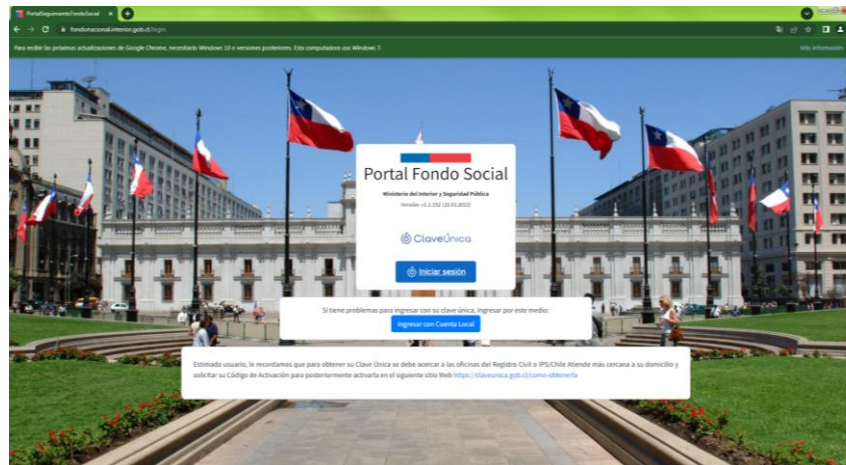 PortalSeguimientoFondoSocial
fondonacional.interior.gob.cl/login
Para recibir las próximas actualizaciones de Google Chrome, necesitarás Windows 10 o versiones posteriores. Esta computadora usa Windows 7.
Más información
Portal Fondo Social
Ministerio del Interior y Seguridad Pública
ClaveÚnica
Iniciar sesión
Si tiene problemas para ingresar con su clave única, ingresar por este medio:
Ingresar con Cuenta Local
Estimado usuario, le recordamos que para obtener su Clave Única se debe acercar a las oficinas del Registro Civil o IPS/Chile Atiende más cercana a su domicilio y
solicitar su Código de Activación para posteriormente activarla en el siguiente sitio Web https://claveunica.gob.cl/como-obtenerla